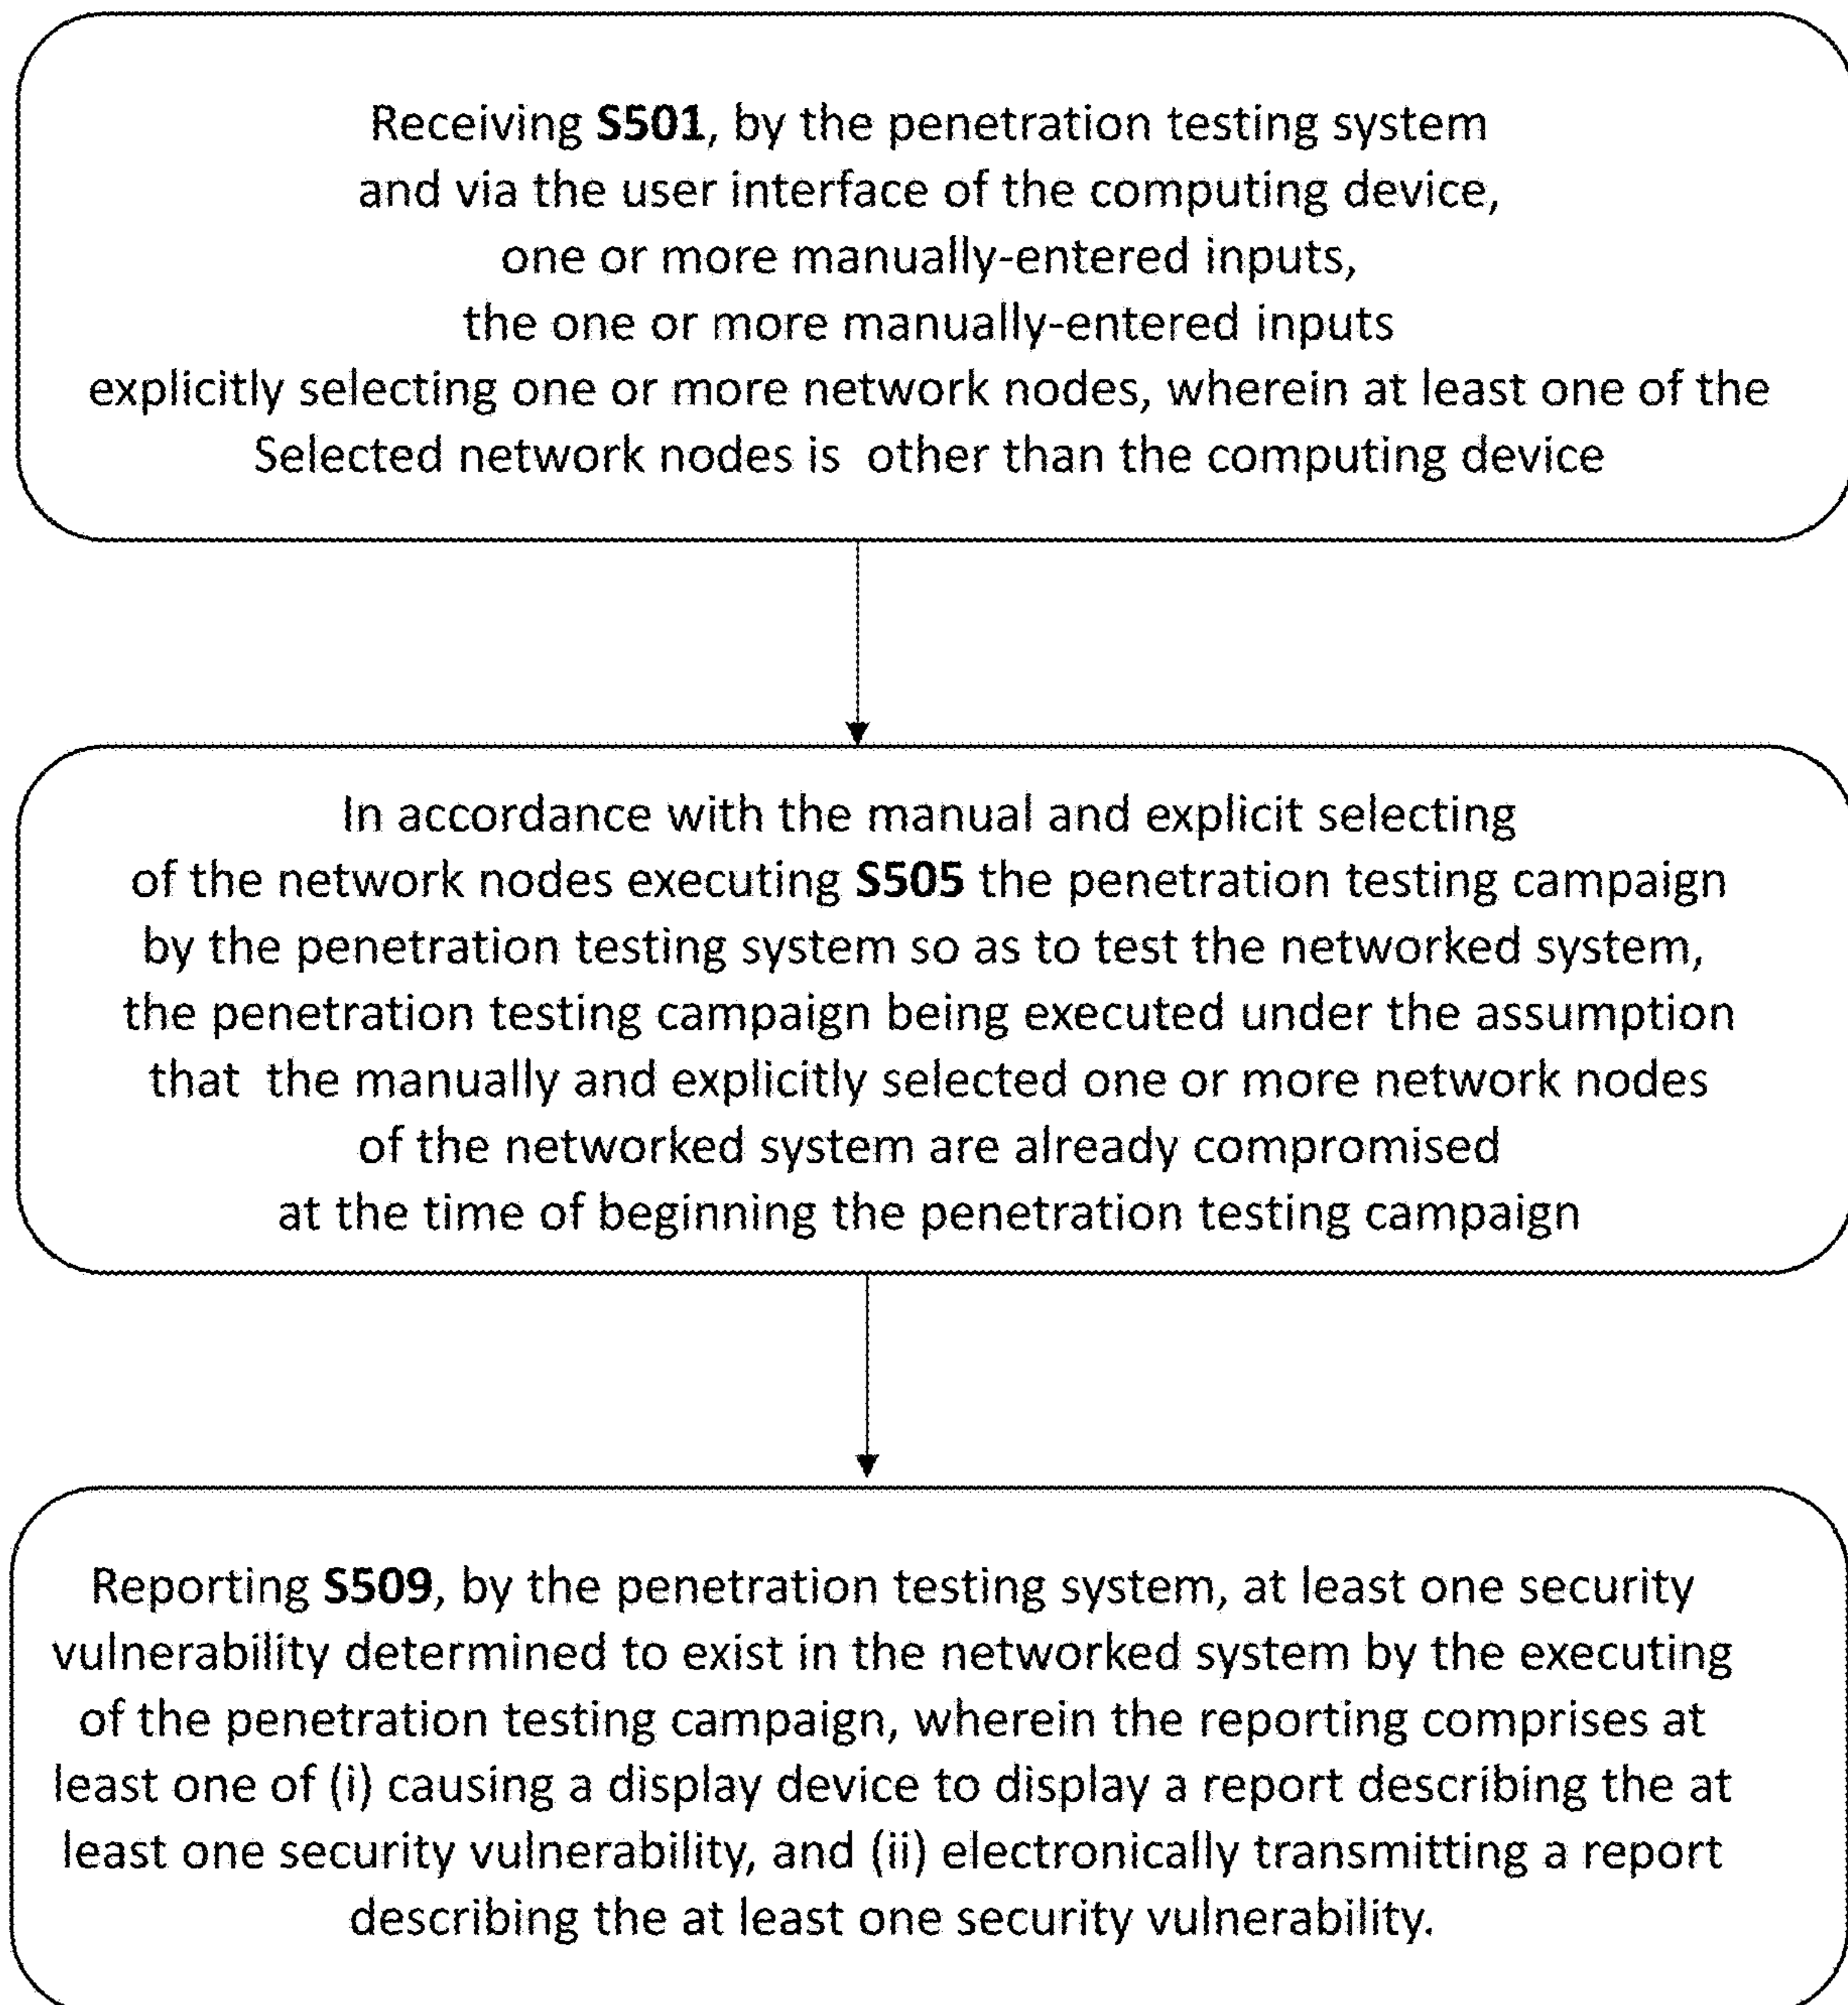 Receiving S501, by the penetration testing system
and via the user interface of the computing device,
one or more manually-entered inputs,
the one or more manually-entered inputs
explicitly selecting one or more network nodes, wherein at least one of the
Selected network nodes is other than the computing device
In accordance with the manual and explicit selecting
of the network nodes executing S505 the penetration testing campaign
by the penetration testing system so as to test the networked system,
the penetration testing campaign being executed under the assumption
that the manually and explicitly selected one or more network nodes
of the networked system are already compromised
at the time of beginning the penetration testing campaign
Reporting S509, by the penetration testing system, at least one security
vulnerability determined to exist in the networked system by the executing
of the penetration testing campaign, wherein the reporting comprises at
least one of (i) causing a display device to display a report describing the at
least one security vulnerability, and (ii) electronically transmitting a report
describing the at least one security vulnerability.